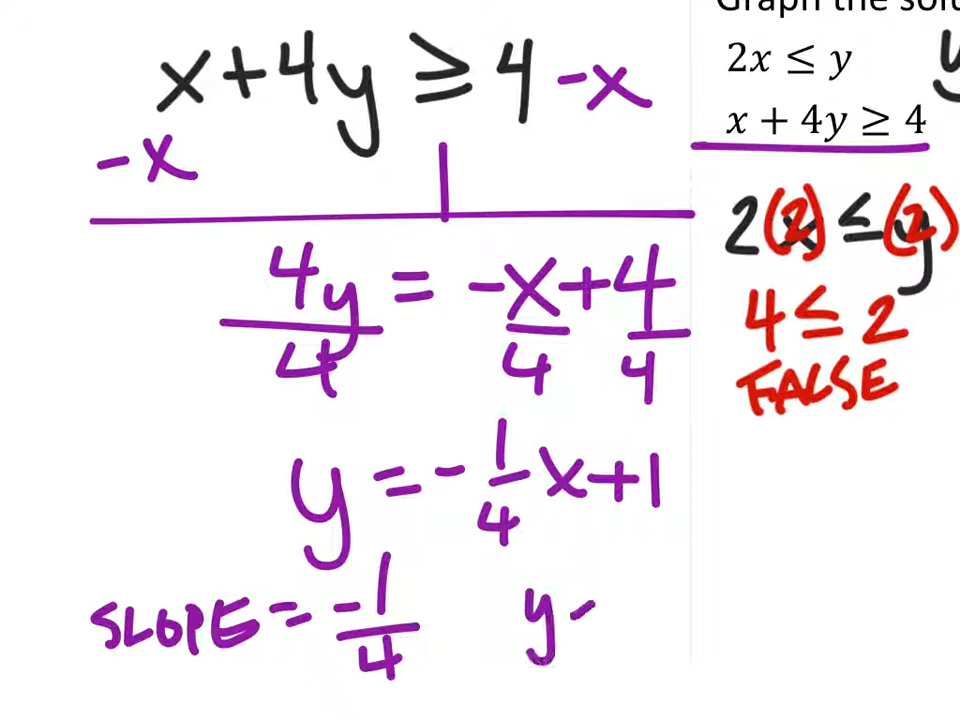 Graph the solu
2x ≤ y
x + 4y ≥ 4
y
x+4y ≥ 4 -x
-x
4y = -x+4
4 4 4
y = -1/4 x+1
SLOPE = -1/4 y-
2(2) ≤ (2)
4 ≤ 2
FALSE